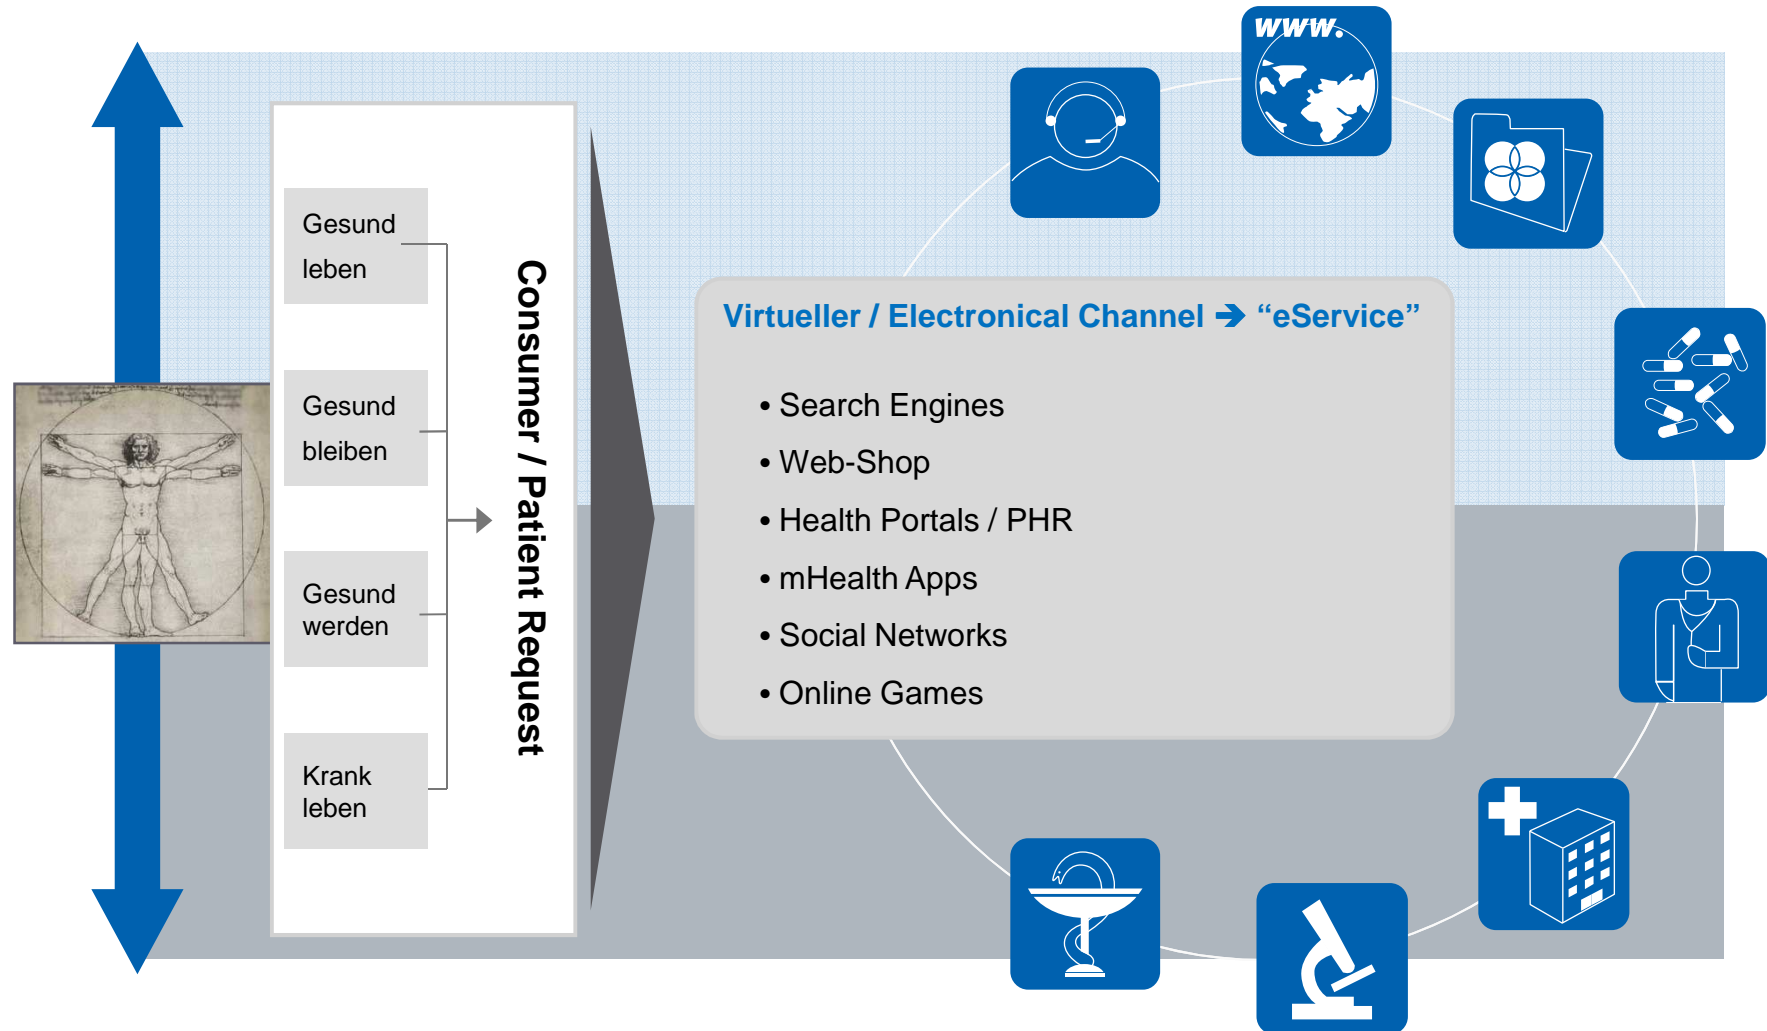 www.
Gesund
leben
Gesund
bleiben
Gesund
werden
Krank
leben
Consumer / Patient Request
Virtueller / Electronical Channel ➔ “eService”
• Search Engines
• Web-Shop
• Health Portals / PHR
• mHealth Apps
• Social Networks
• Online Games